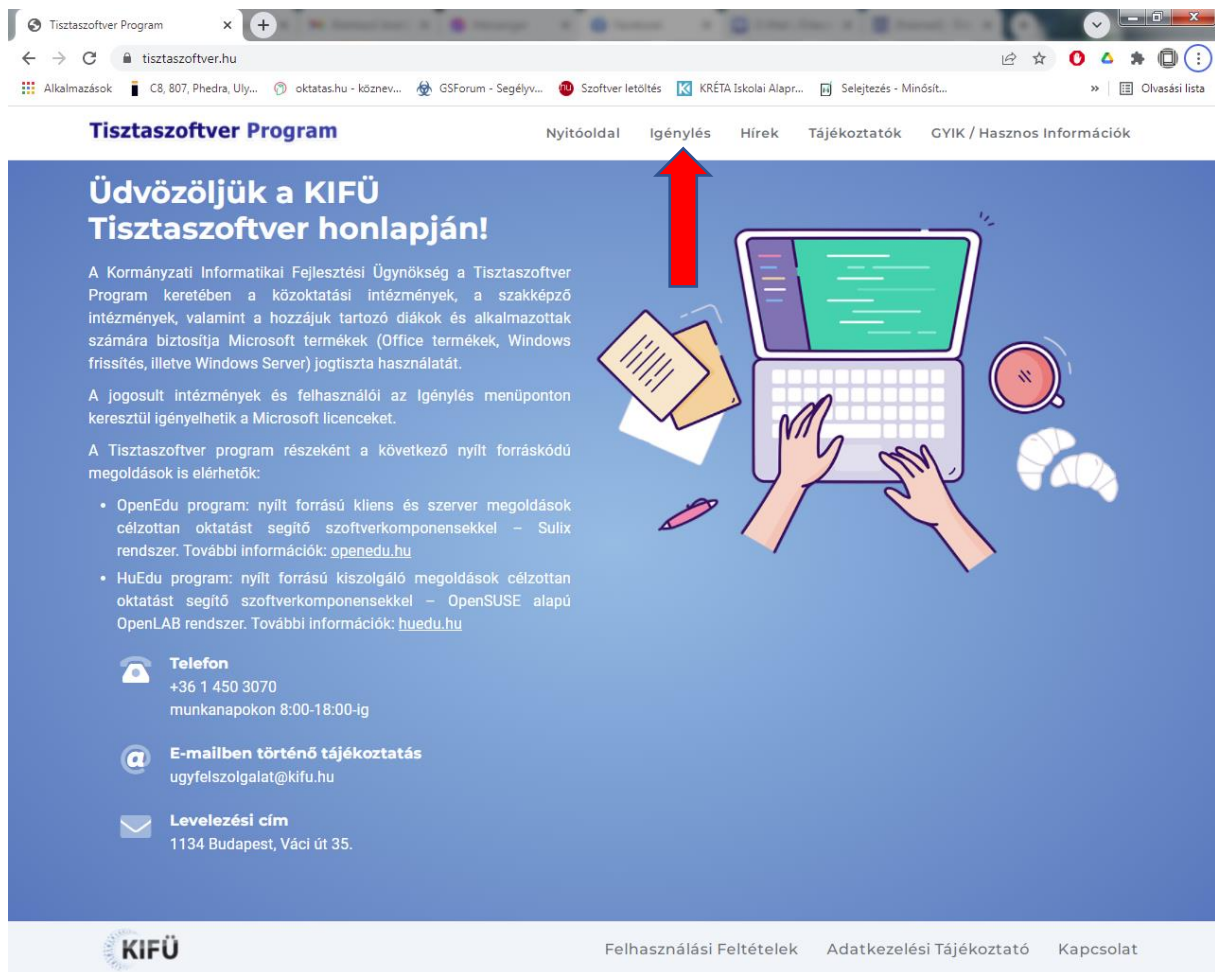 Tisztaszoftver Program
tisztaszoftver.hu
Alkalmazások C8, 807, Phedra, Uly... oktatas.hu - köznev... GSForum - Segélyv... Szoftver letöltés KRÉTA Iskolai Alapr... Selejtezés - Minősít... » Olvasási lista
Tisztaszoftver Program Nyitóoldal Igénylés Hírek Tájékoztatók GYIK / Hasznos Információk
Üdvözöljük a KIFÜ
Tisztaszoftver honlapján!
A Kormányzati Informatikai Fejlesztési Ügynökség a Tisztaszoftver
Program keretében a közoktatási intézmények, a szakképző
intézmények, valamint a hozzájuk tartozó diákok és alkalmazottak
számára biztosítja Microsoft termékek (Office termékek, Windows
frissítés, illetve Windows Server) jogtiszta használatát.
A jogosult intézmények és felhasználói az Igénylés menüponton
keresztül igényelhetik a Microsoft licenceket.
A Tisztaszoftver program részeként a következő nyílt forráskódú
megoldások is elérhetők:
• OpenEdu program: nyílt forrású kliens és szerver megoldások
célzottan oktatást segítő szoftverkomponensekkel – Sulix
rendszer. További információk: openedu.hu
• HuEdu program: nyílt forrású kiszolgáló megoldások célzottan
oktatást segítő szoftverkomponensekkel – OpenSUSE alapú
OpenLAB rendszer. További információk: huedu.hu
Telefon
+36 1 450 3070
munkanapokon 8:00-18:00-ig
E-mailben történő tájékoztatás
ugyfelszolgalat@kifu.hu
Levelezési cím
1134 Budapest, Váci út 35.
KIFÜ Felhasználási Feltételek Adatkezelési Tájékoztató Kapcsolat